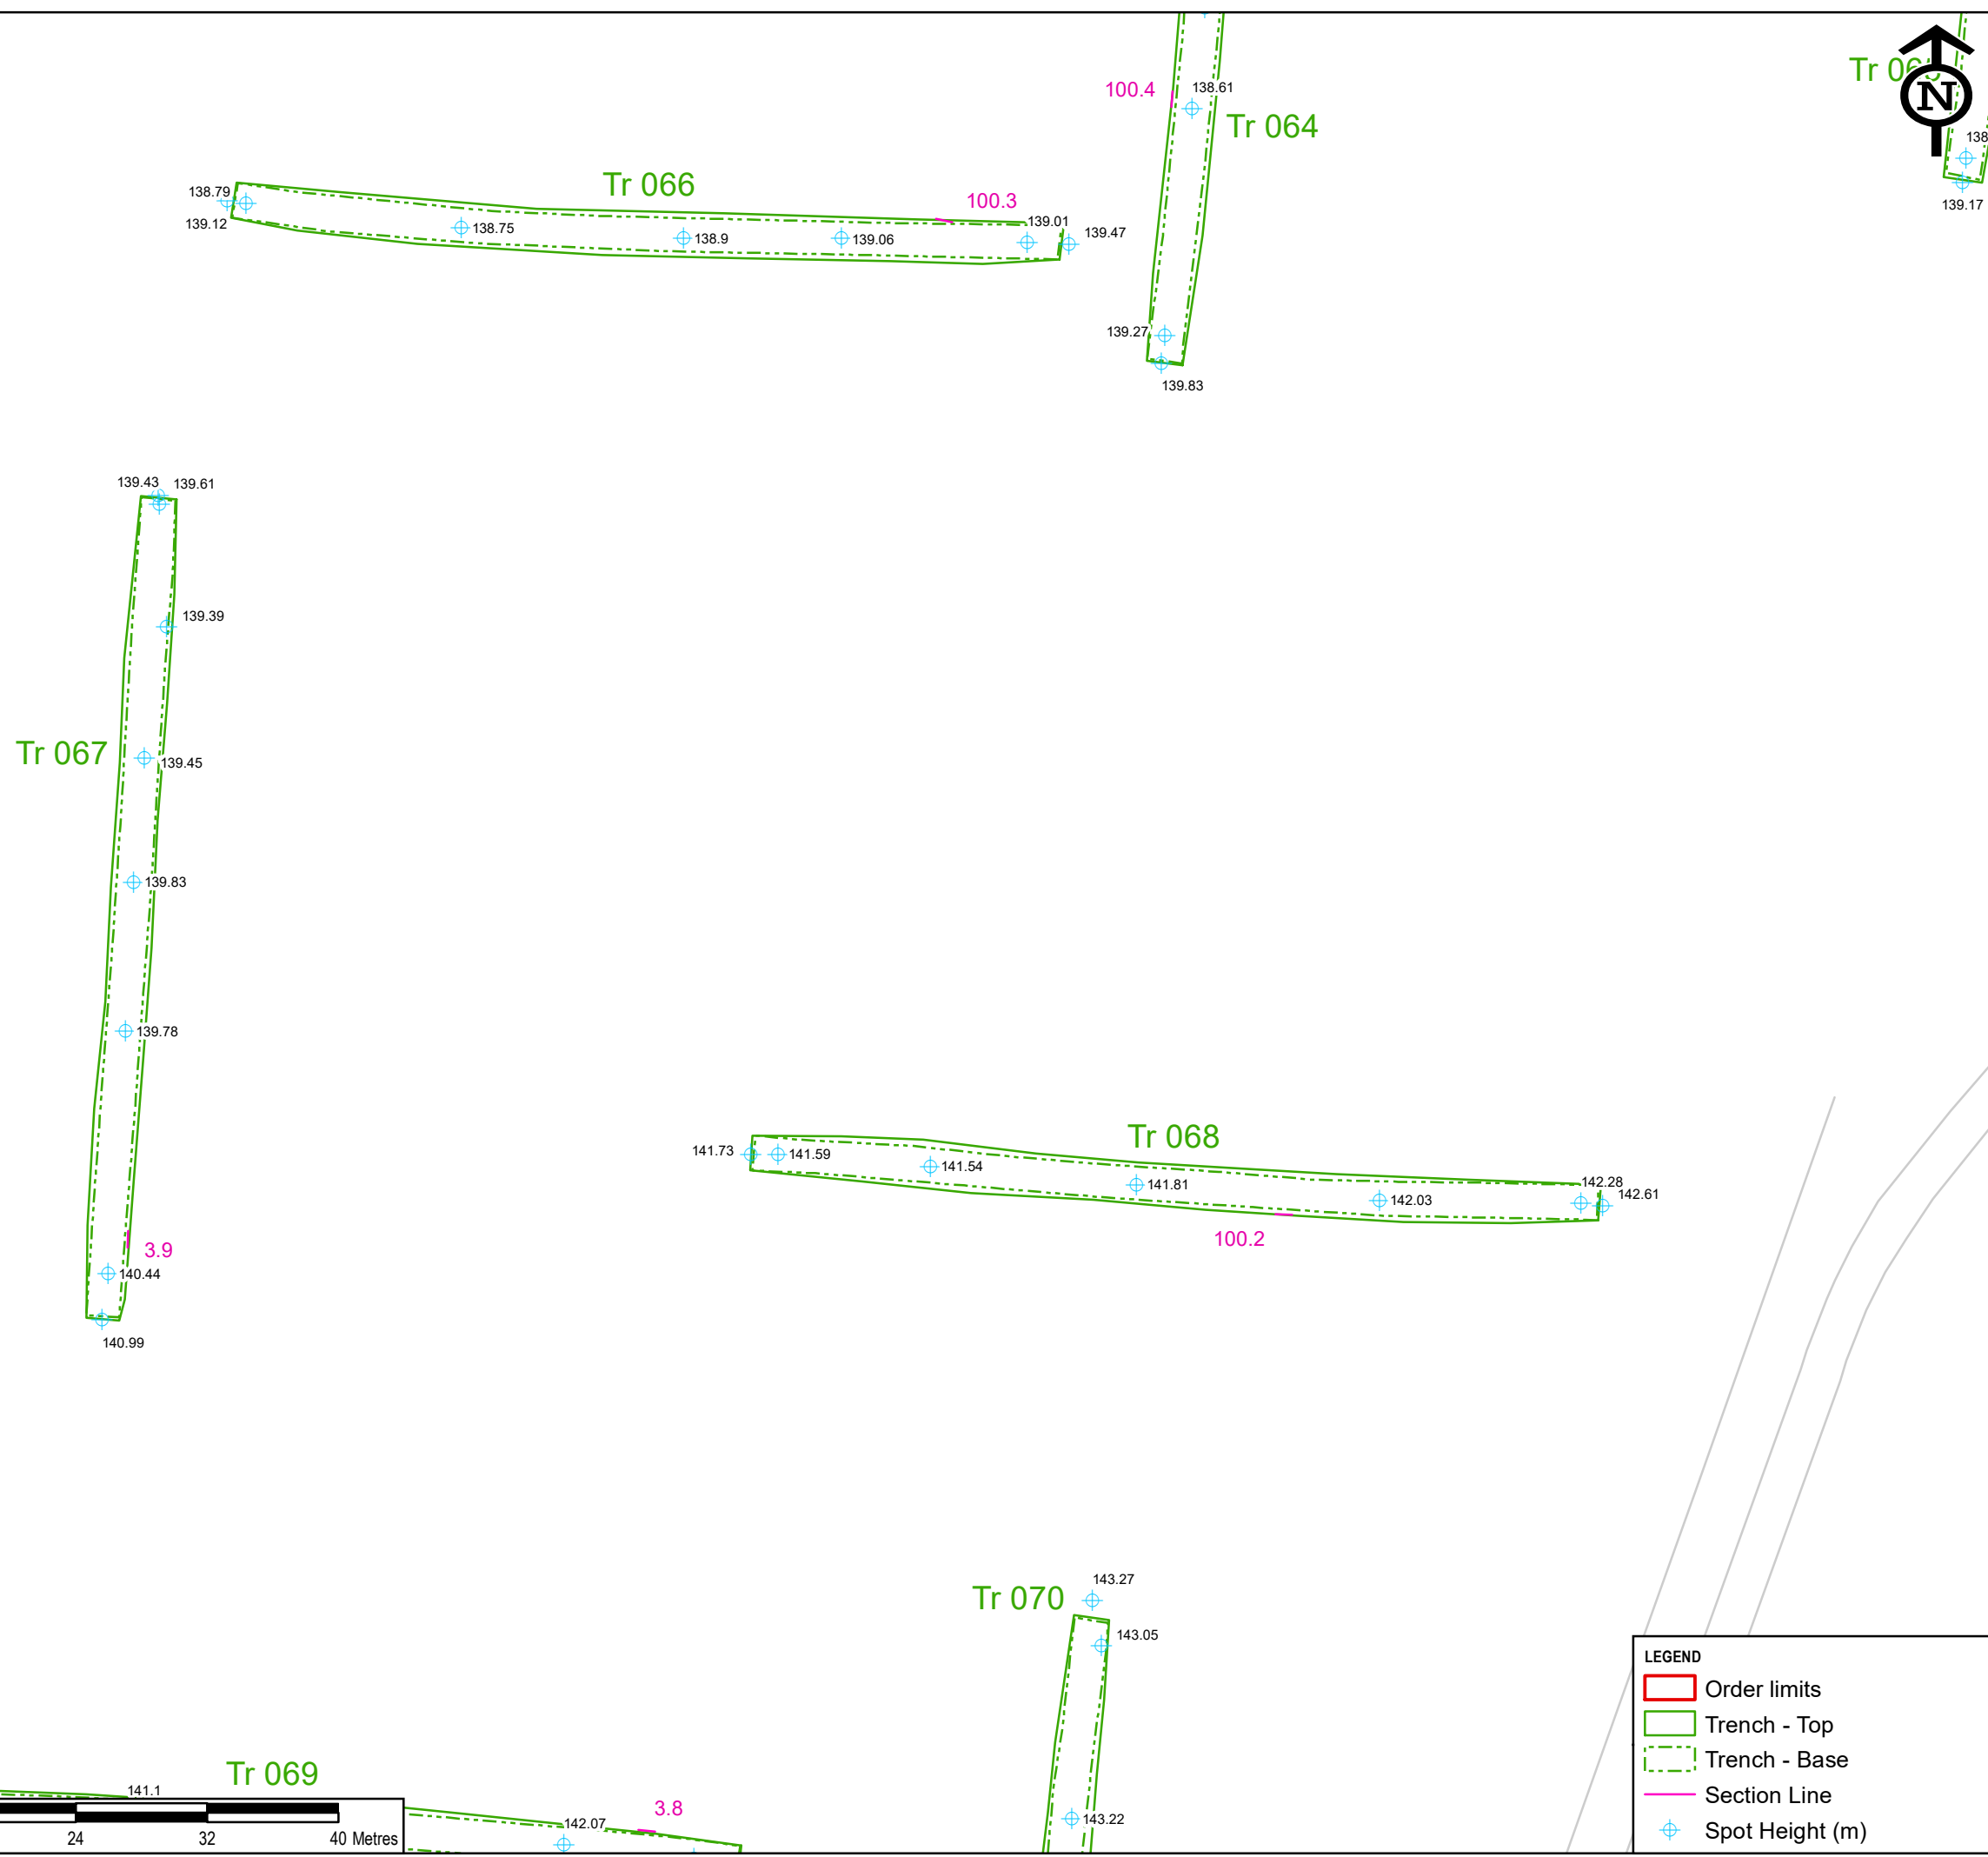 100.4
138.61
Tr 064
N
138.79
139.12
Tr 066
138.75
138.9
139.06
100.3
139.01
139.47
139.17
139.27
139.83
139.43
139.61
139.39
Tr 067
139.45
139.83
139.78
3.9
140.44
140.99
Tr 068
141.73
141.59
141.54
141.81
142.03
100.2
142.28
142.61
Tr 070
143.27
143.05
143.22
Tr 069
141.1
142.07
3.8
24
32
40 Metres
LEGEND
Order limits
Trench - Top
Trench - Base
Section Line
Spot Height (m)